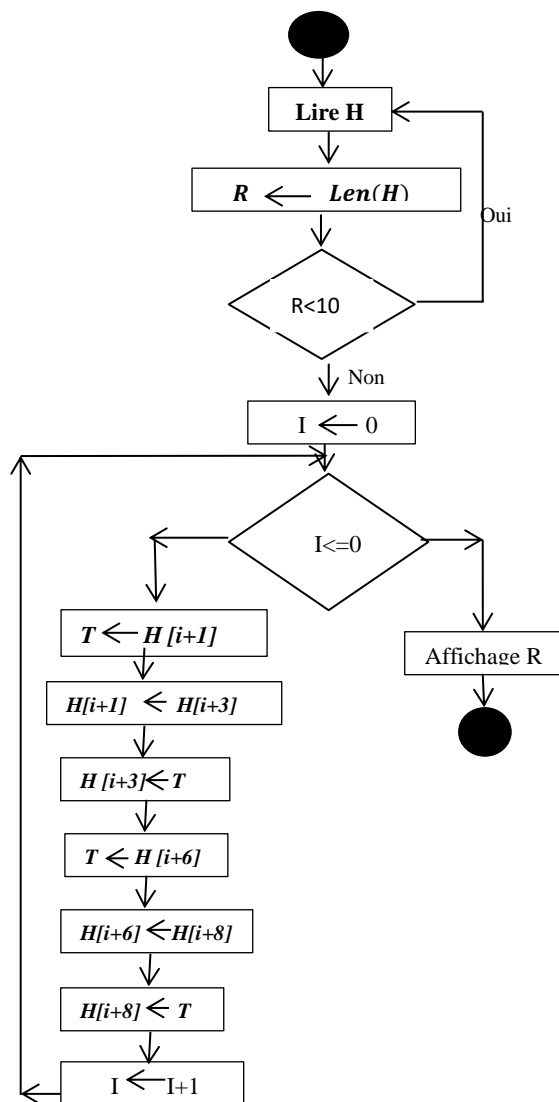 Lire H
R ← Len(H)
Oui
R<10
Non
I ← 0
I<=0
T ← H [i+1]
Affichage R
H[i+1] ← H[i+3]
H [i+3] ← T
T ← H [i+6]
H[i+6] ← H[i+8]
H[i+8] ← T
I ← I+1